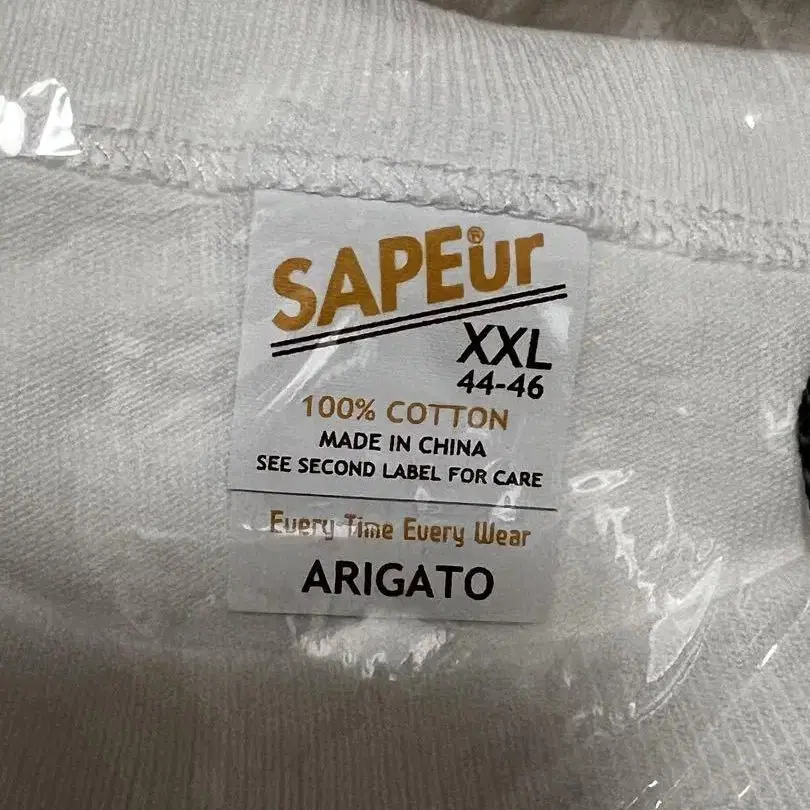 SAPEur®
XXL
44-46
100% COTTON
MADE IN CHINA
SEE SECOND LABEL FOR CARE
Every Time Every Wear
ARIGATO